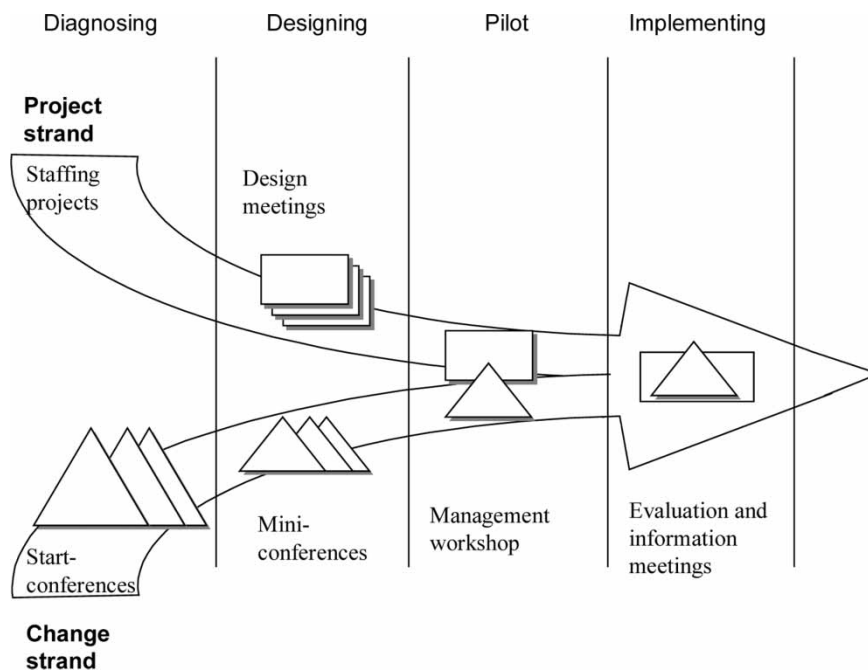 Diagnosing
Designing
Pilot
Implementing
Project
strand
Staffing
projects
Design
meetings
Start-
conferences
Mini-
conferences
Management
workshop
Evaluation and
information
meetings
Change
strand